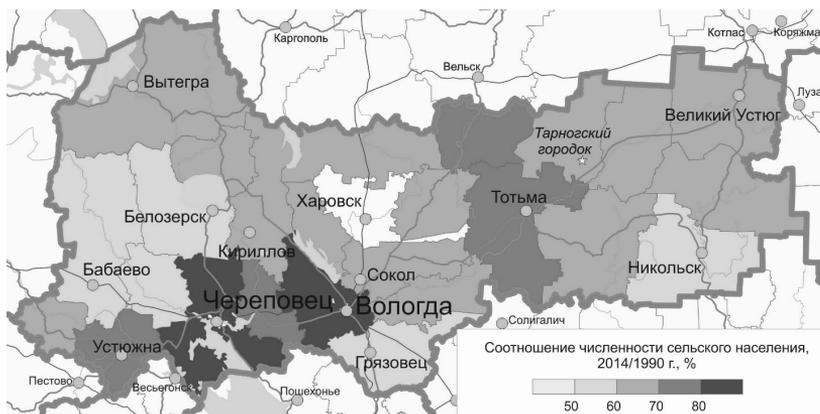 Каргополь
Котлас
Коряжма
Вельск
Вытегра
Луза
Великий Устюг
Тарногский
городок
Харовск
Тотьма
Белозерск
Кириллов
Никольск
Бабаево
Сокол
Череповец
Вологда
Солигалич
Устюжна
Грязовец
Пестово
Весьегонск
Пошехонье
Соотношение численности сельского населения,
2014/1990 г., %
50 60 70 80